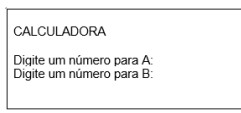 CALCULADORA
Digite um número para A:
Digite um número para B: